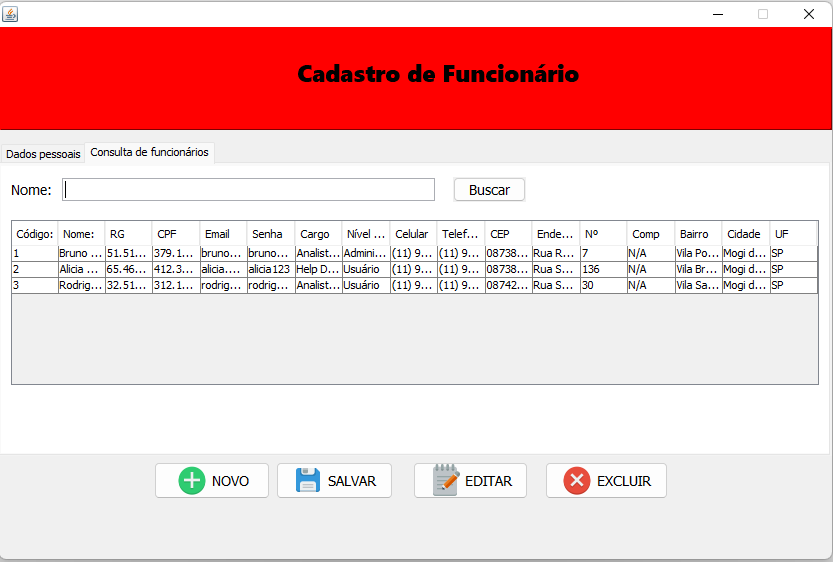 Cadastro de Funcionário
Dados pessoais Consulta de funcionários
Nome: Buscar
Código: Nome: RG CPF Email Senha Cargo Nível ... Celular Telef... CEP Ende... Nº Comp Bairro Cidade UF
1 Bruno ... 51.51... 379.1... bruno... bruno... Analist... Admini... (11) 9... (11) 9... 08738... Rua R... 7 N/A Vila Po... Mogi d... SP
2 Alicia ... 65.46... 412.3... alicia.... alicia123 Help D... Usuário (11) 9... (11) 9... 08738... Rua S... 136 N/A Vila Br... Mogi d... SP
3 Rodrig... 32.51... 312.1... rodrig... rodrig... Analist... Usuário (11) 9... (11) 9... 08742... Rua S... 30 N/A Vila Sa... Mogi d... SP
NOVO SALVAR EDITAR EXCLUIR